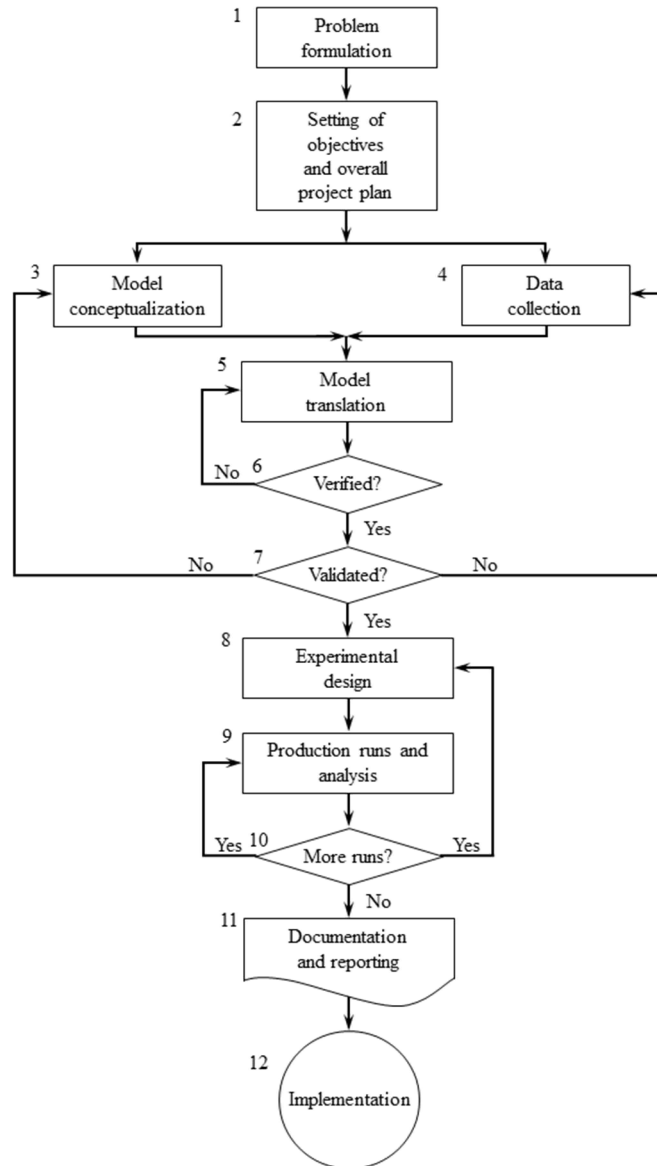 1
Problem
formulation
2
Setting of
objectives
and overall
project plan
3
Model
conceptualization
4
Data
collection
5
Model
translation
6
No
Verified?
Yes
7
No
Validated?
No
Yes
8
Experimental
design
9
Production runs and
analysis
10
Yes
More runs?
Yes
No
11
Documentation
and reporting
12
Implementation